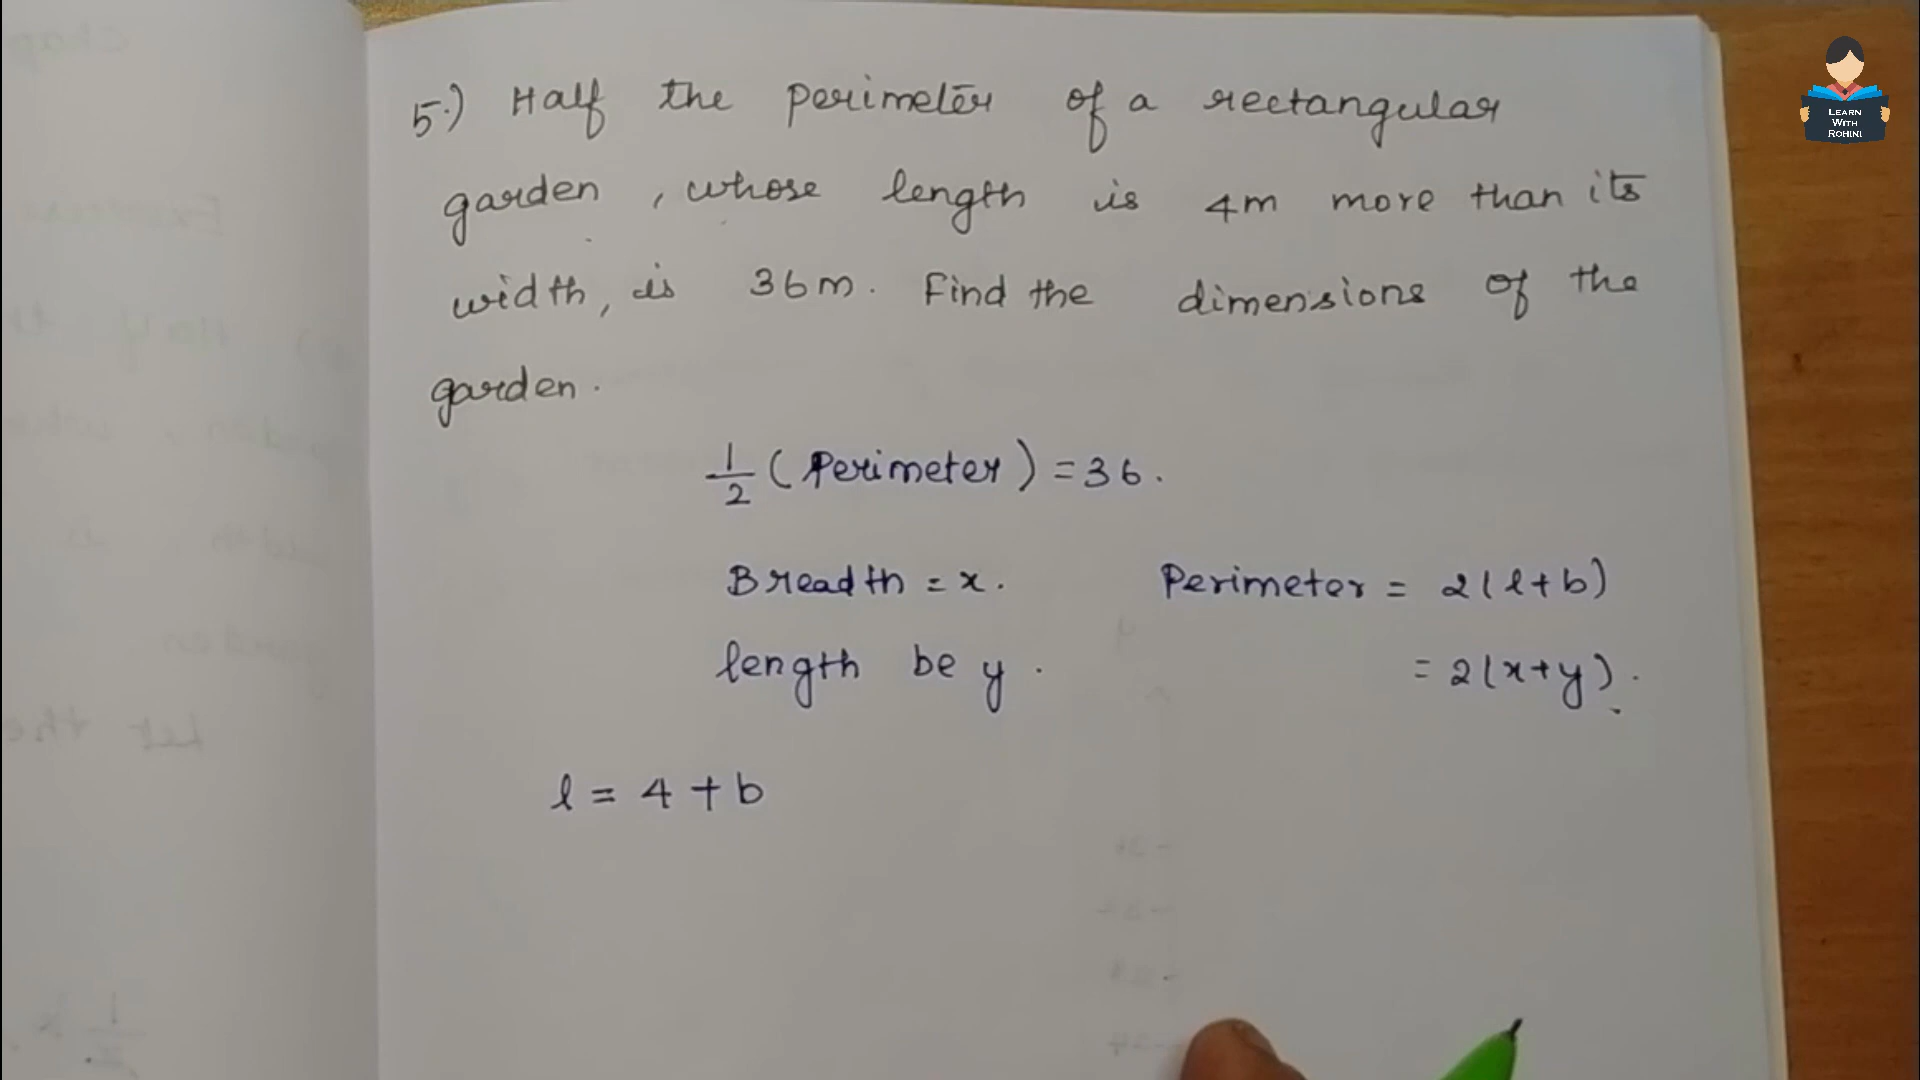 5.) Half the perimeter of a rectangular
garden, whose length is 4m more than its
width, is 36m. Find the dimensions of the
garden.
1/2 (Perimeter) = 36.
Breadth = x. Perimeter = 2(l+b)
length be y. = 2(x+y).
l = 4 + b
LEARN
WITH
ROHINI